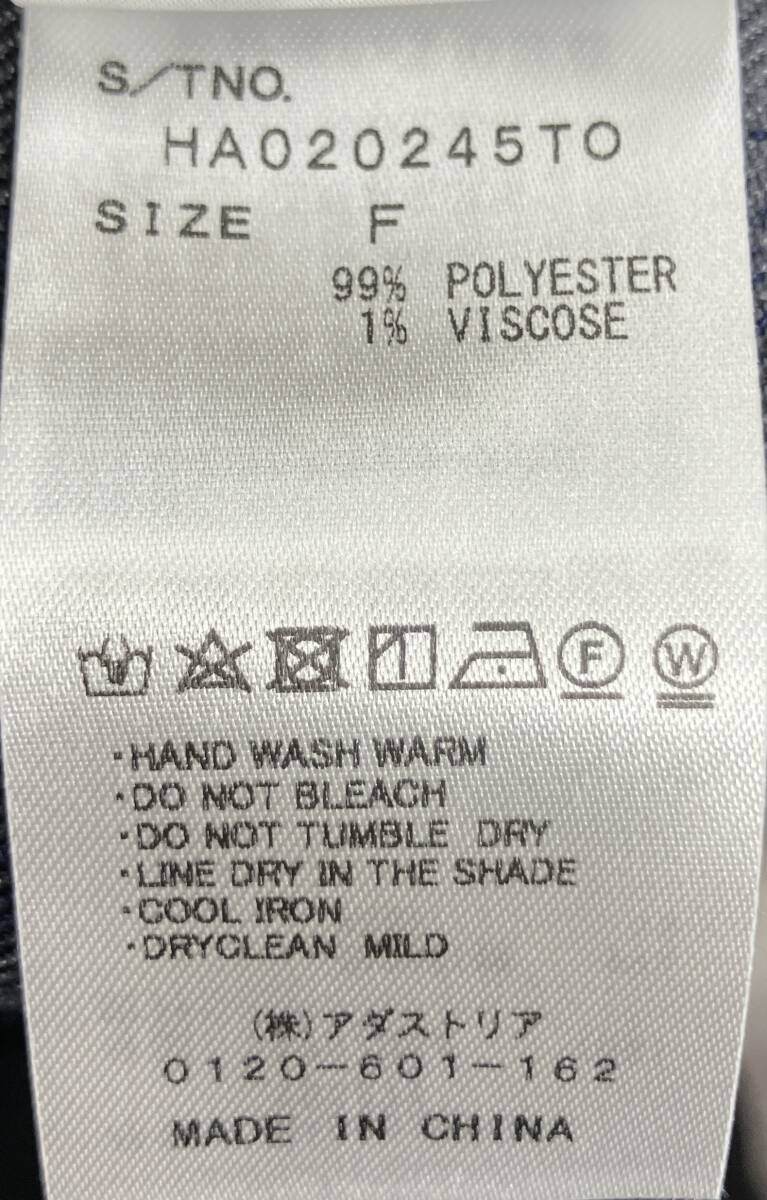 S/TNO.
HA020245TO
SIZE F
99% POLYESTER
1% VISCOSE
F W
・HAND WASH WARM
・DO NOT BLEACH
・DO NOT TUMBLE DRY
・LINE DRY IN THE SHADE
・COOL IRON
・DRYCLEAN MILD
(株)アダストリア
0120-601-162
MADE IN CHINA